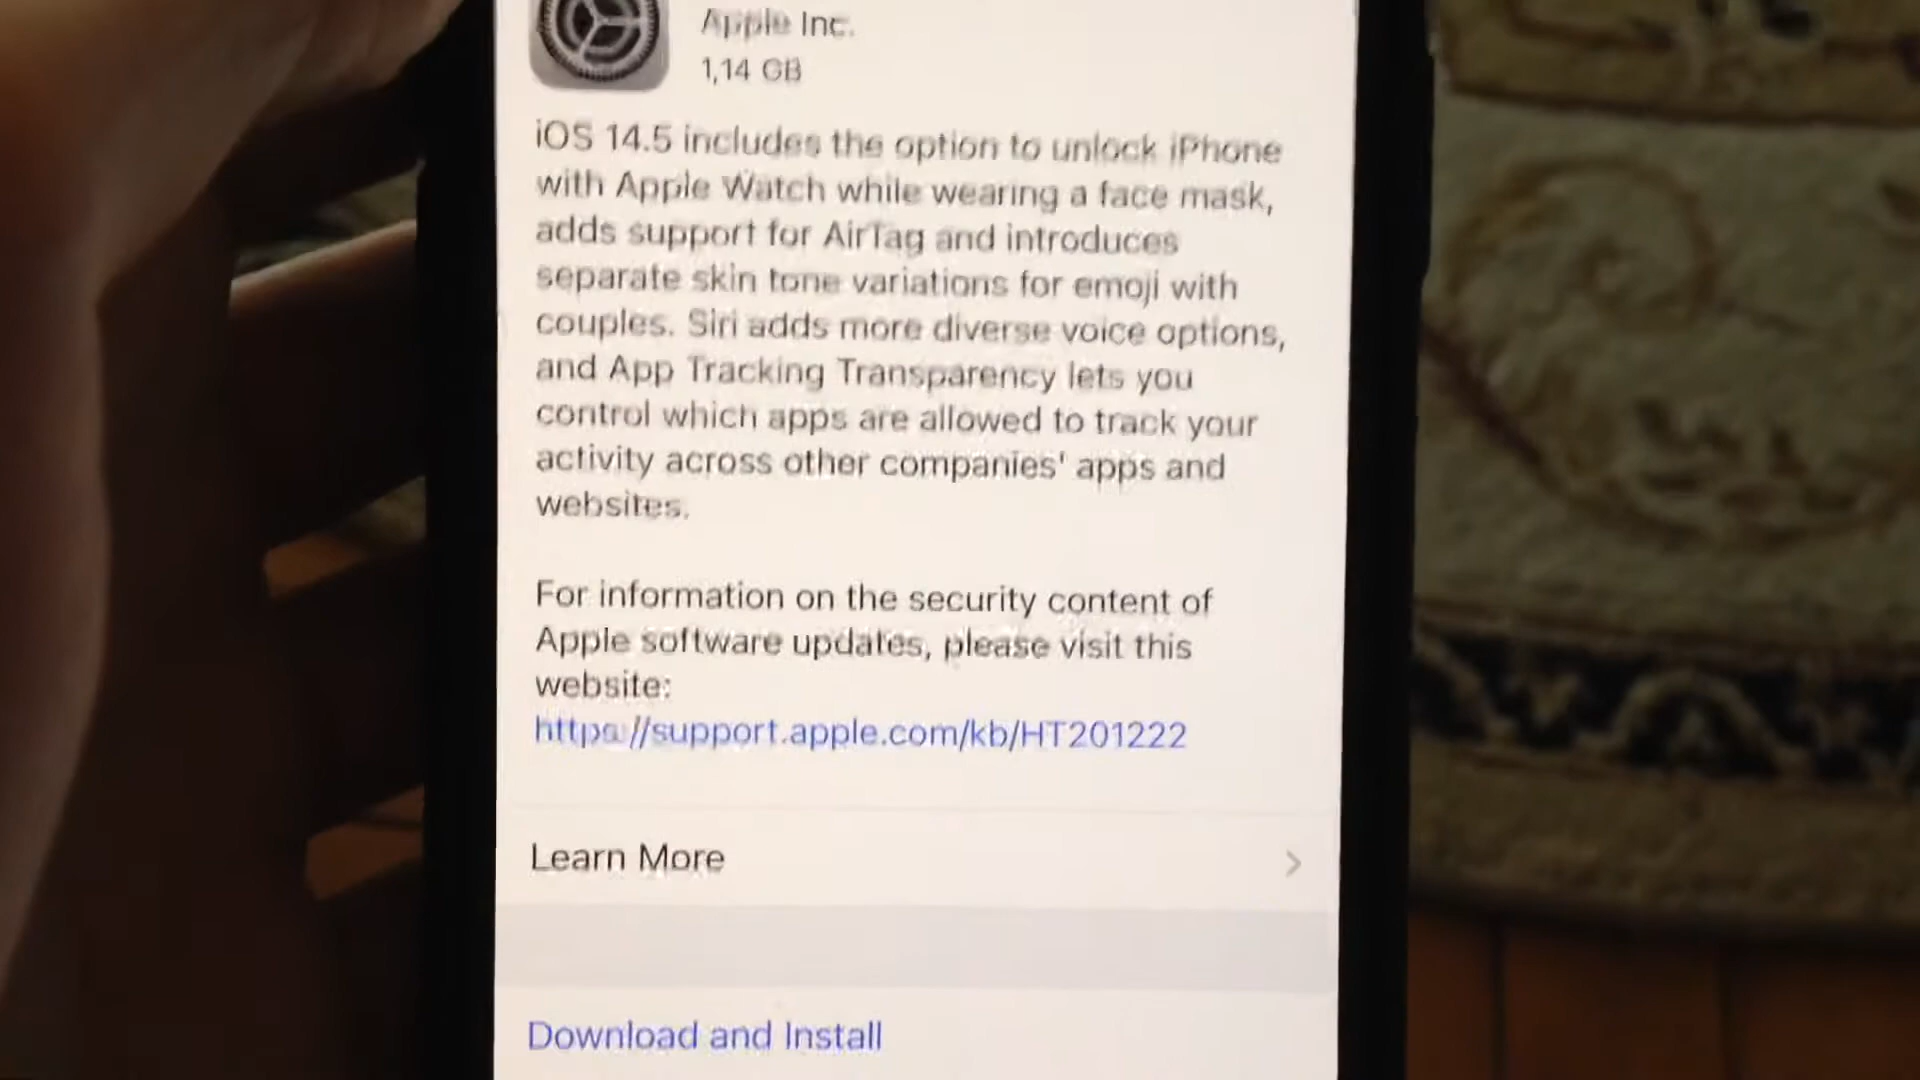 Apple Inc.
1,14 GB
iOS 14.5 includes the option to unlock iPhone
with Apple Watch while wearing a face mask,
adds support for AirTag and introduces
separate skin tone variations for emoji with
couples. Siri adds more diverse voice options,
and App Tracking Transparency lets you
control which apps are allowed to track your
activity across other companies' apps and
websites.
For information on the security content of
Apple software updates, please visit this
website:
https://support.apple.com/kb/HT201222
Learn More
Download and Install